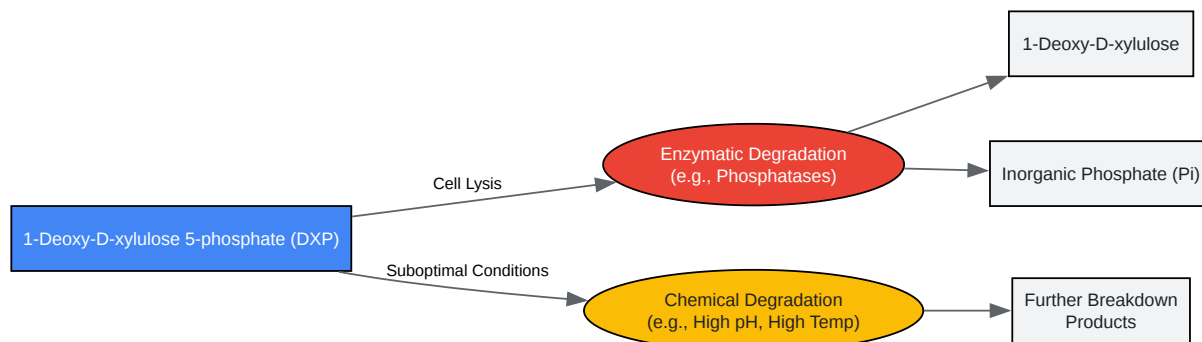 1-Deoxy-D-xylulose
Enzymatic Degradation
(e.g., Phosphatases)
Inorganic Phosphate (Pi)
Cell Lysis
1-Deoxy-D-xylulose 5-phosphate (DXP)
Suboptimal Conditions
Chemical Degradation
(e.g., High pH, High Temp)
Further Breakdown
Products